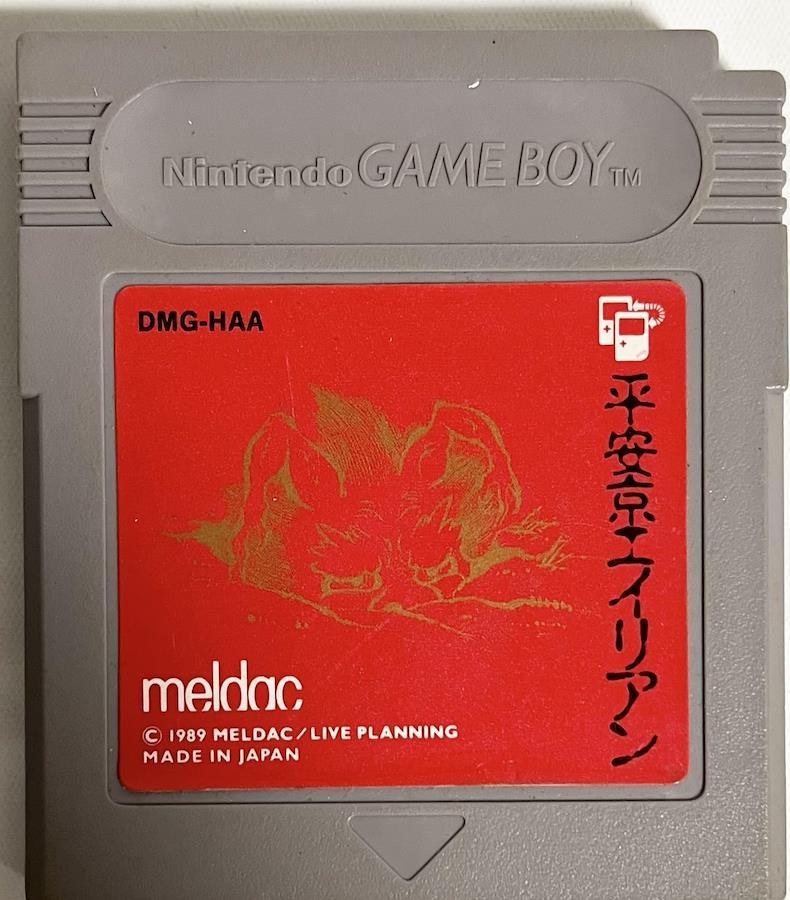 Nintendo GAME BOY TM
DMG-HAA
平安京エイリアン
meldac
© 1989 MELDAC/LIVE PLANNING
MADE IN JAPAN